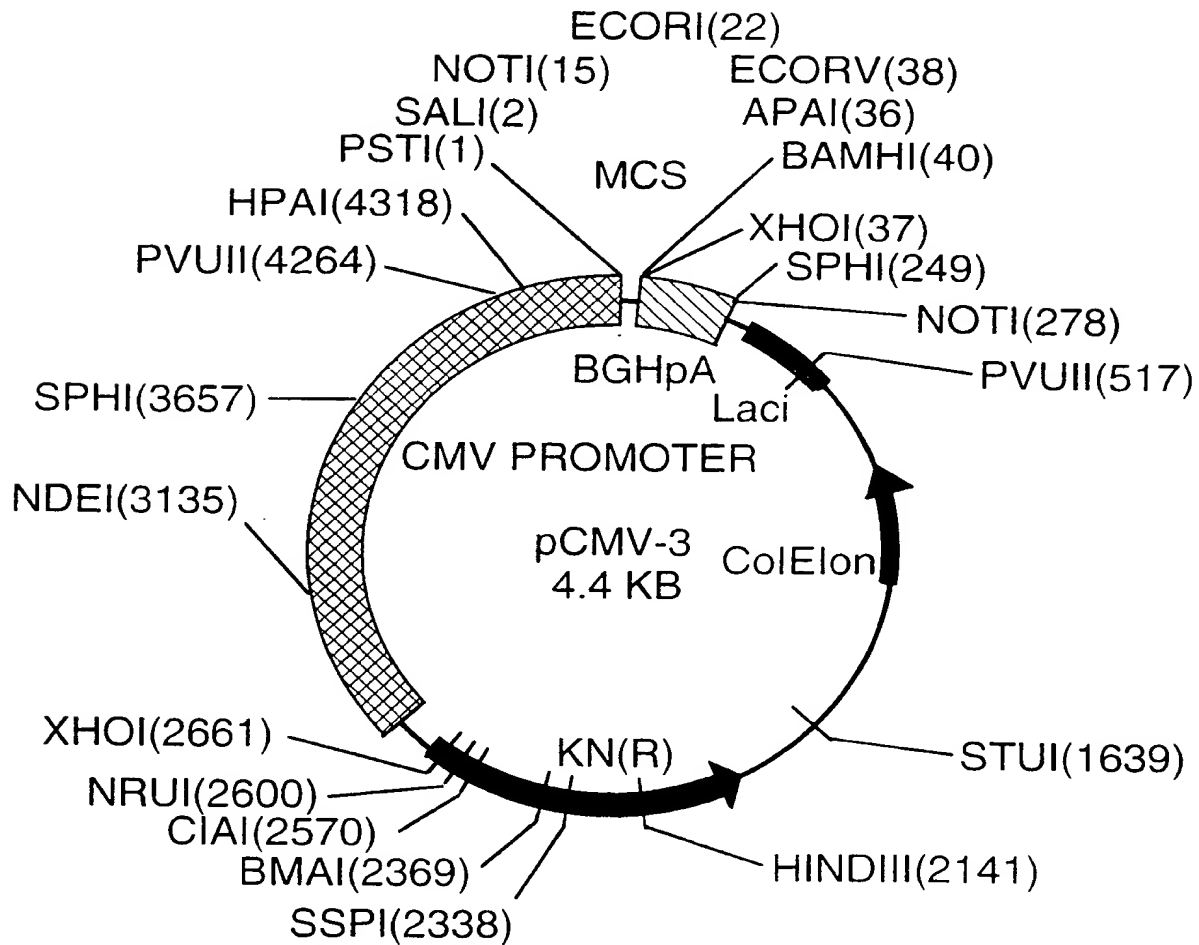 ECORI(22)
NOTI(15)
ECORV(38)
SALI(2)
APAI(36)
PSTI(1)
MCS
BAMHI(40)
HPAI(4318)
XHOI(37)
PVUII(4264)
SPHI(249)
NOTI(278)
BGHpA
PVUII(517)
SPHI(3657)
Laci
CMV PROMOTER
NDEI(3135)
pCMV-3
4.4 KB
ColElon
XHOI(2661)
KN(R)
STUI(1639)
NRUI(2600)
CIAI(2570)
BMAI(2369)
HINDIII(2141)
SSPI(2338)